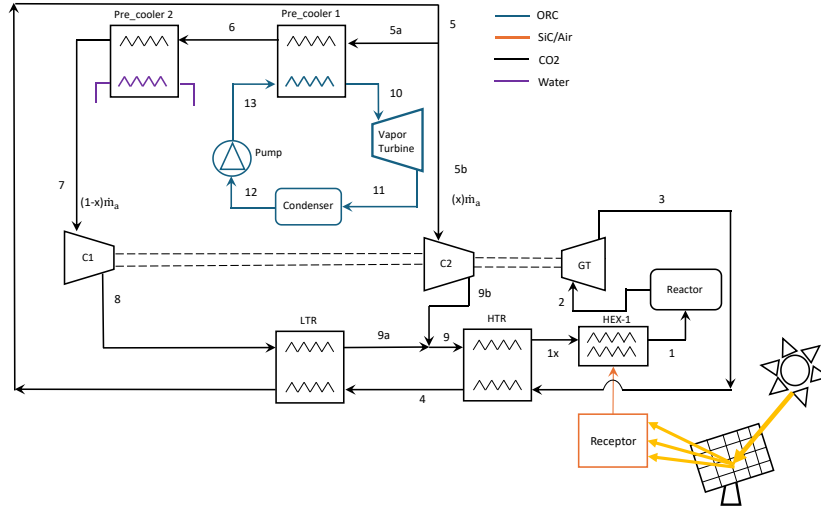 Pre_cooler 2
Pre_cooler 1
5
ORC
6
5a
SiC/Air
CO2
Water
13
10
Vapor
Turbine
Pump
5b
7
12
11
3
(1-x)ṁₐ
Condenser
(x)ṁₐ
C1
C2
GT
8
9b
2
Reactor
LTR
HTR
HEX-1
9a
9
1x
1
4
Receptor